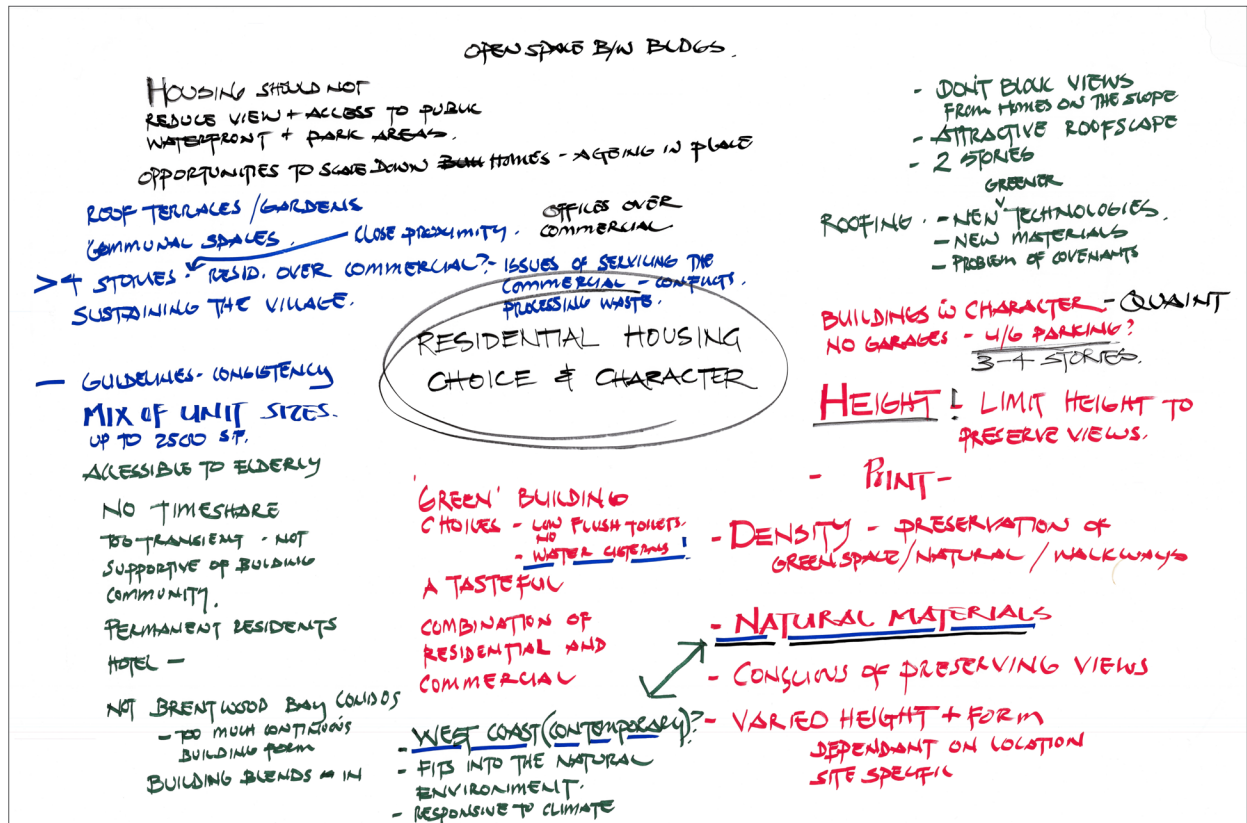 OPEN SPACE B/W BLDGS.
HOUSING SHOULD NOT
REDUCE VIEW + ACCESS TO PUBLIC
WATERFRONT + PARK AREAS.
OPPORTUNITIES TO SCALE DOWN HOMES - AGEING IN PLACE
ROOF TERRACES / GARDENS
COMMUNAL SPACES. CLOSE PROXIMITY.
OFFICES OVER
COMMERCIAL
>4 STORIES - RESID. OVER COMMERCIAL? - ISSUES OF SERVICING THE
COMMERCIAL - CONFLICTS.
PROCESSING WASTE.
SUSTAINING THE VILLAGE.
RESIDENTIAL HOUSING
CHOICE & CHARACTER
- GUIDELINES - CONSISTENCY
MIX OF UNIT SIZES.
UP TO 2500 S.F.
ACCESSIBLE TO ELDERLY
NO TIMESHARE
TOO TRANSIENT - NOT
SUPPORTIVE OF BUILDING
COMMUNITY.
PERMANENT RESIDENTS
HOTEL -
NOT BRENTWOOD BAY CONDOS
- TOO MUCH CONTINUOUS
BUILDING FORM
BUILDING BLENDS IN
'GREEN' BUILDING
CHOICES - LOW FLUSH TOILETS.
NO
- WATER CISTERNS!
A TASTEFUL
COMBINATION OF
RESIDENTIAL AND
COMMERCIAL
- WEST COAST (CONTEMPORARY)?
- FITS INTO THE NATURAL
ENVIRONMENT.
- RESPONSIVE TO CLIMATE
- DON'T BLOCK VIEWS
FROM HOMES ON THE SLOPE
- ATTRACTIVE ROOFSCAPE
- 2 STORIES
GREENER
ROOFING. - NEW TECHNOLOGIES.
- NEW MATERIALS
- PROBLEM OF COVENANTS
BUILDINGS W CHARACTER - QUAINT
NO GARAGES - U/G PARKING?
3-4 STORIES.
HEIGHT! - LIMIT HEIGHT TO
PRESERVE VIEWS.
- POINT -
- DENSITY - PRESERVATION OF
GREENSPACE / NATURAL / WALKWAYS
- NATURAL MATERIALS
- CONSCIOUS OF PRESERVING VIEWS
- VARIED HEIGHT + FORM
DEPENDANT ON LOCATION
SITE SPECIFIC